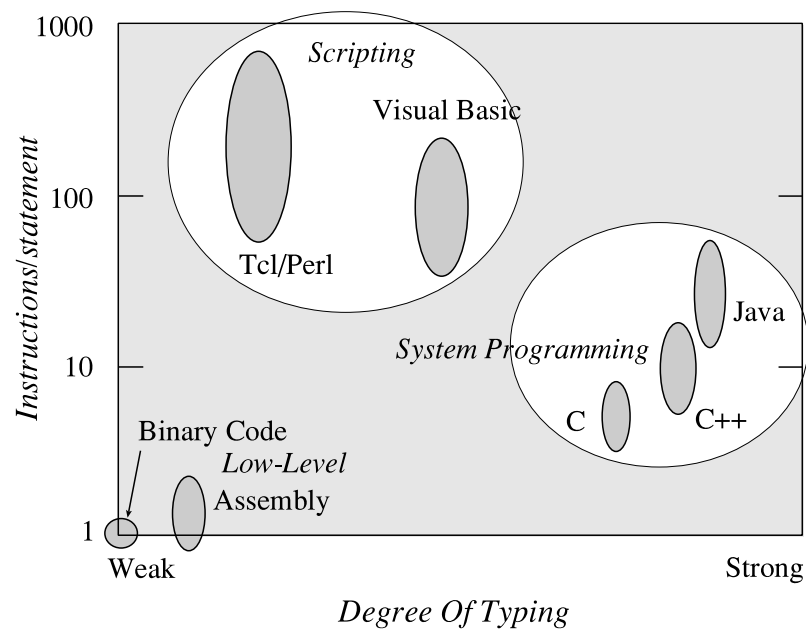 1000
Scripting
Visual Basic
Instructions/statement
100
Tcl/Perl
Java
System Programming
10
C
C++
Binary Code
Low-Level
Assembly
1
Weak
Strong
Degree Of Typing